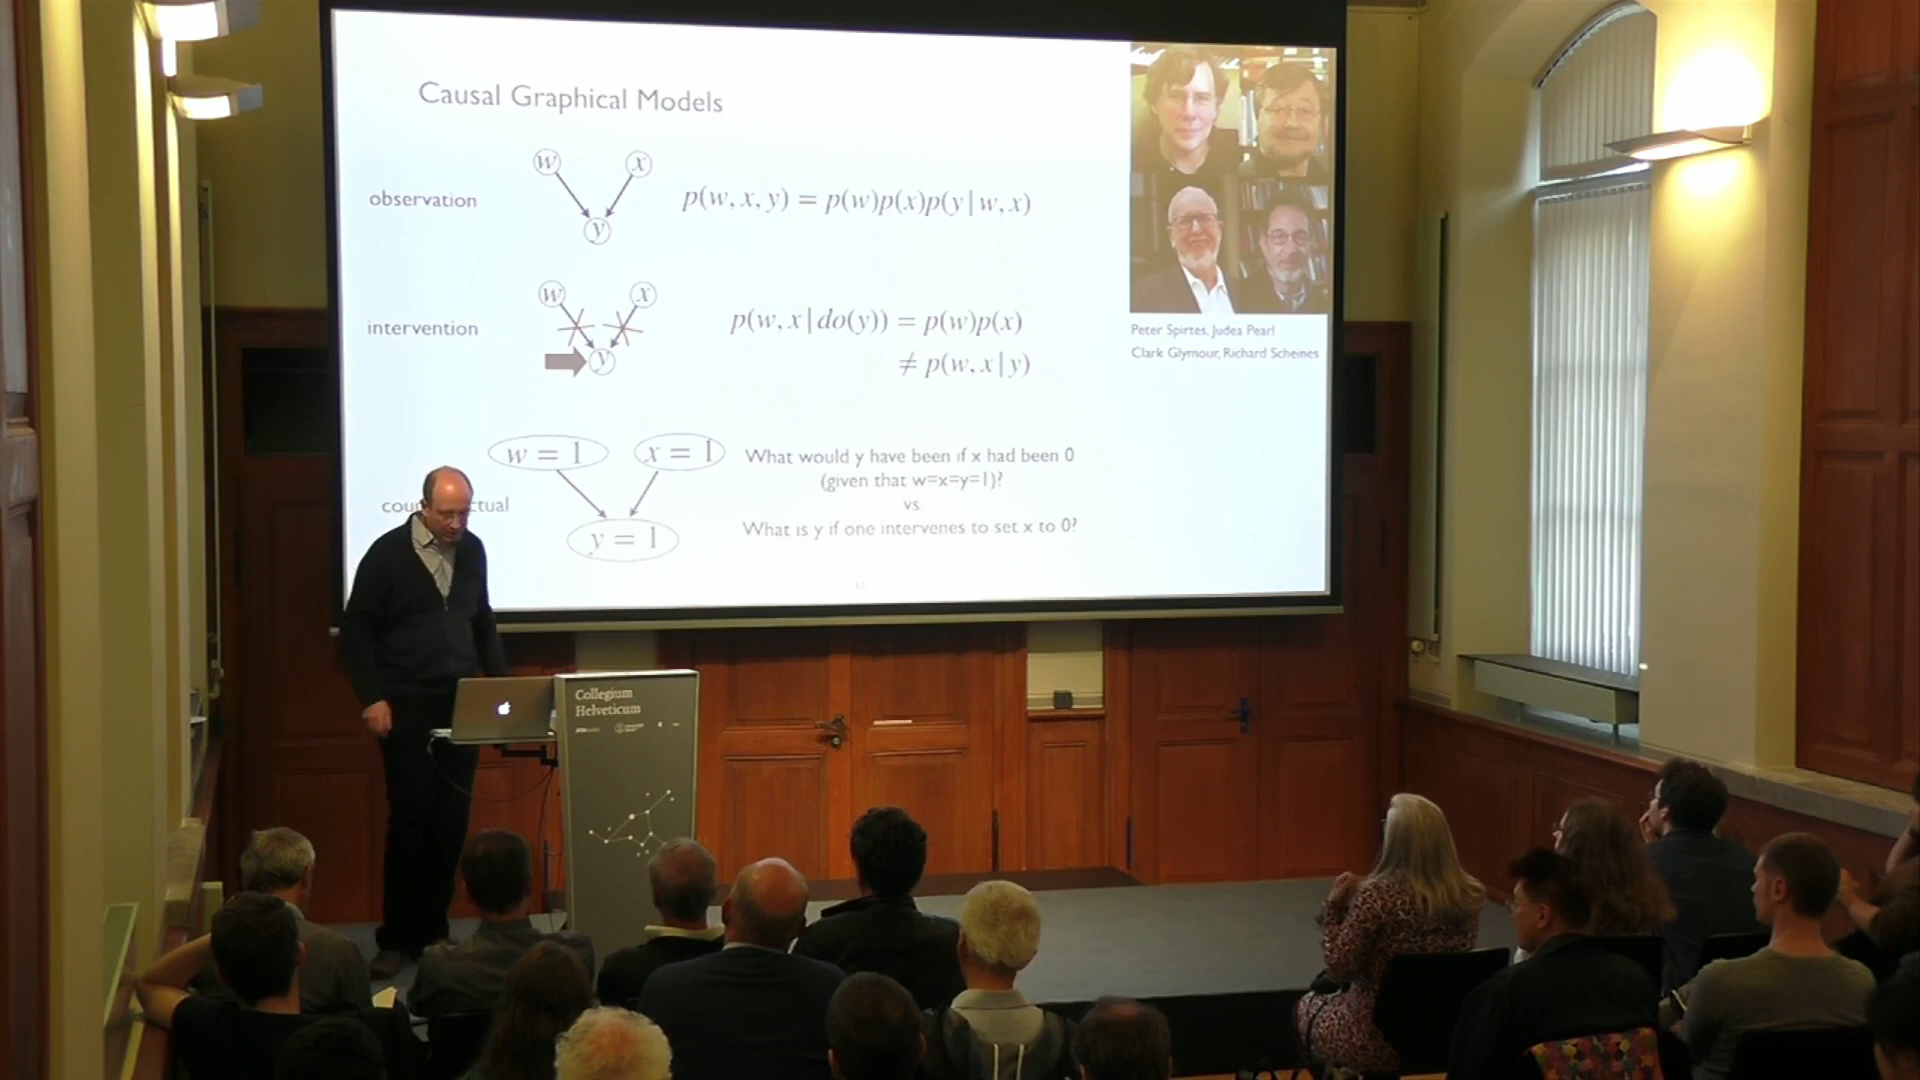 Causal Graphical Models
w x
observation
p(w, x, y) = p(w)p(x)p(y|w, x)
y
w x
intervention
p(w, x|do(y)) = p(w)p(x)
y
≠ p(w, x|y)
Peter Spirtes, Judea Pearl
Clark Glymour, Richard Scheines
w = 1 x = 1
What would y have been if x had been 0
(given that w=x=y=1)?
vs.
y = 1
What is y if one intervenes to set x to 0?
Collegium
Helveticum